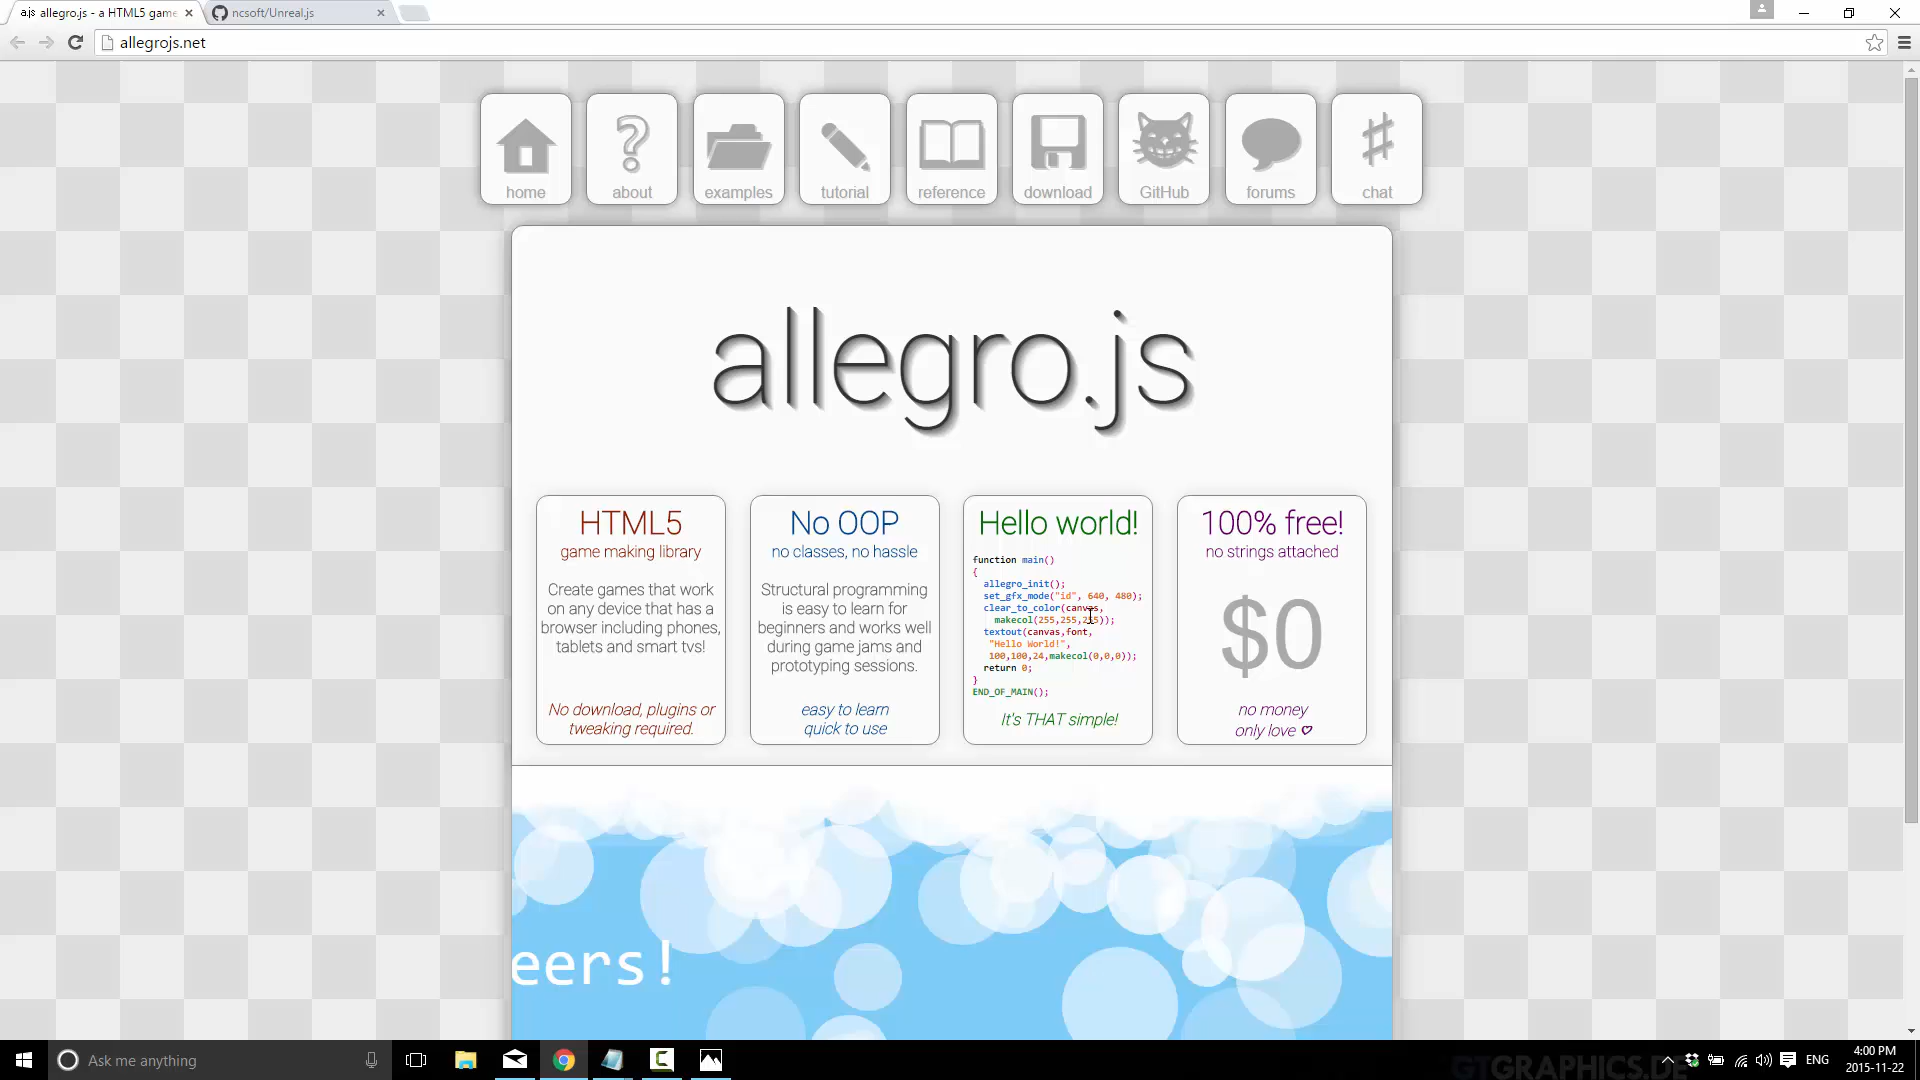 a.js allegro.js - a HTML5 game
ncsoft/Unreal.js
allegrojs.net
home
about
examples
tutorial
reference
download
GitHub
forums
chat
allegro.js
HTML5
game making library
Create games that work
on any device that has a
browser including phones,
tablets and smart tvs!
No download, plugins or
tweaking required.
No OOP
no classes, no hassle
Structural programming
is easy to learn for
beginners and works well
during game jams and
prototyping sessions.
easy to learn
quick to use
Hello world!
function main()
{
allegro_init();
set_gfx_mode("id", 640, 480);
clear_to_color(canvas,
makecol(255,255,255));
textout(canvas,font,
"Hello World!",
100,100,24,makecol(0,0,0));
return 0;
}
END_OF_MAIN();
It's THAT simple!
100% free!
no strings attached
$0
no money
only love
eers!
Ask me anything
ENG
4:00 PM
2015-11-22
GTGRAPHICS.DE